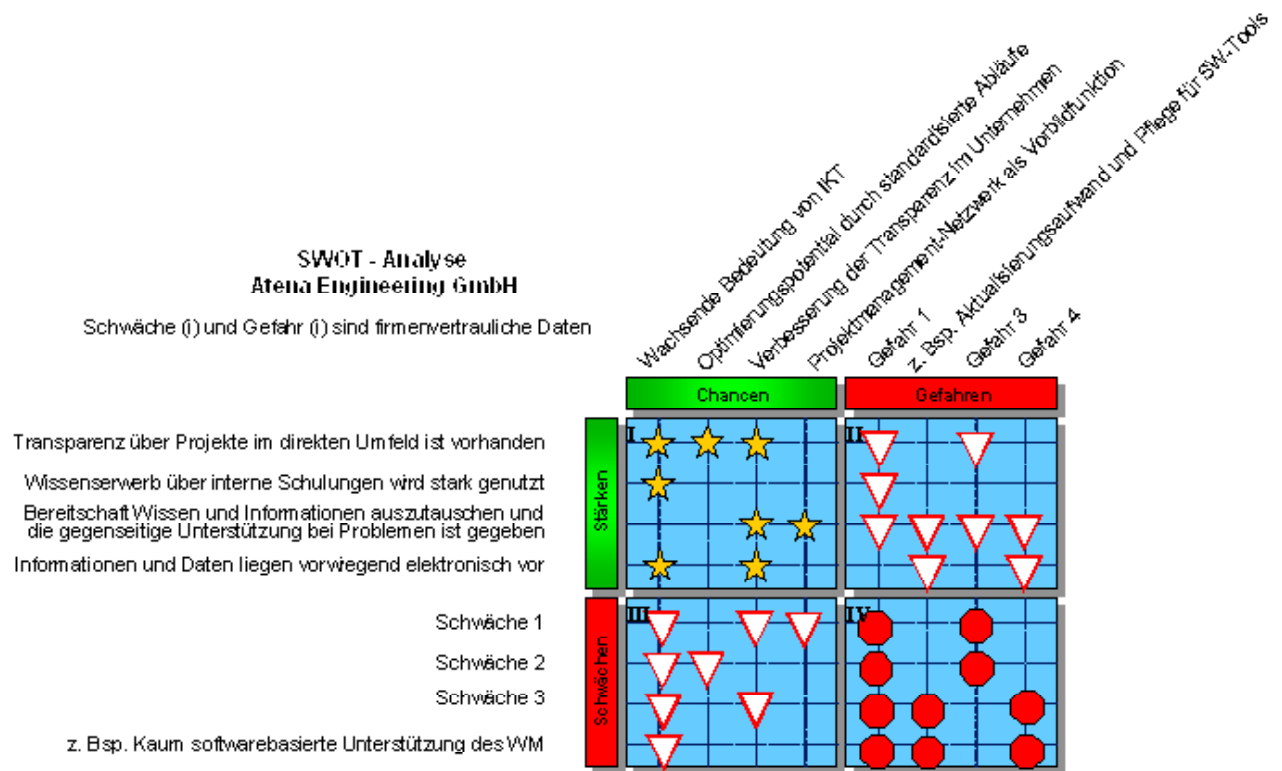 SWOT - Analyse
Atena Engineering GmbH
Schwäche (i) und Gefahr (i) sind firmenvertrauliche Daten
Wachsende Bedeutung von IKT
Optimierungspotential durch standardisierte Abläufe
Verbesserung der Transparenz im Unternehmen
Projektmanagement-Netzwerk als Vorbildfunktion
Gefahr 1
z. Bsp. Aktualisierungsaufwand und Pflege für SW-Tools
Gefahr 3
Gefahr 4
Chancen
Gefahren
Stärken
I
II
Transparenz über Projekte im direkten Umfeld ist vorhanden
Wissenserwerb über interne Schulungen wird stark genutzt
Bereitschaft Wissen und Informationen auszutauschen und
die gegenseitige Unterstützung bei Problemen ist gegeben
Informationen und Daten liegen vorwiegend elektronisch vor
Schwächen
III
IV
Schwäche 1
Schwäche 2
Schwäche 3
z. Bsp. Kaum softwarebasierte Unterstützung des WM